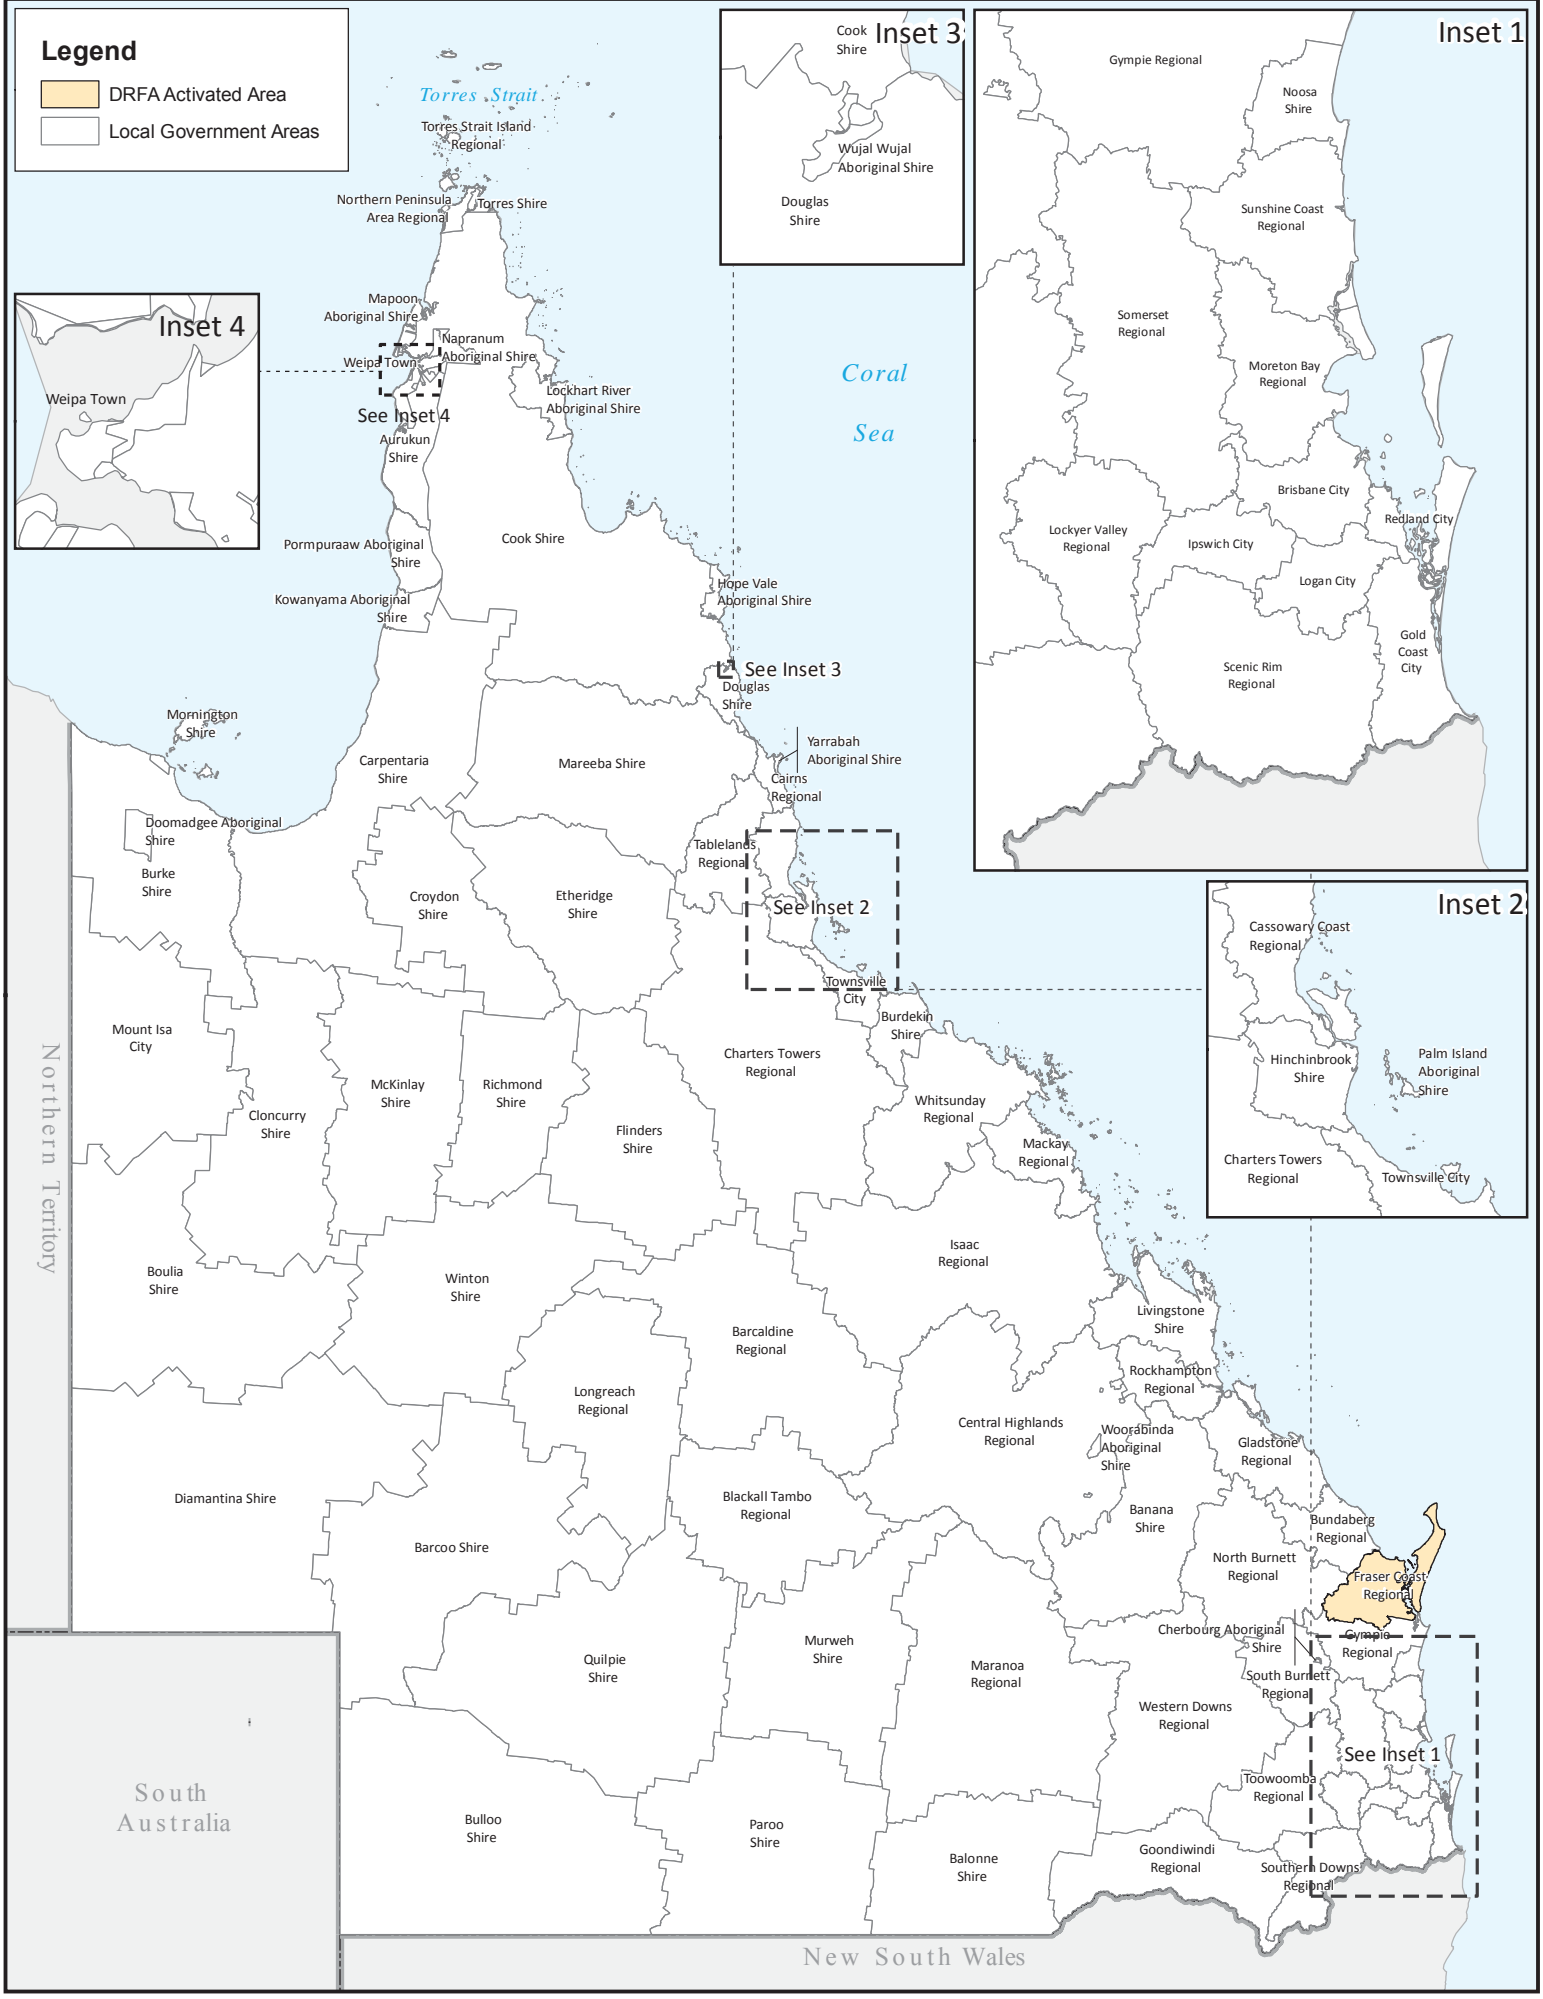 Legend
DRFA Activated Area
Local Government Areas
Torres Strait
Torres Strait Island
Regional
Northern Peninsula
Area Regional
Torres Shire
Inset 3
Cook
Shire
Wujal Wujal
Aboriginal Shire
Douglas
Shire
Inset 1
Gympie Regional
Noosa
Shire
Sunshine Coast
Regional
Somerset
Regional
Moreton Bay
Regional
Brisbane City
Redland City
Lockyer Valley
Regional
Ipswich City
Logan City
Gold
Coast
City
Scenic Rim
Regional
Inset 4
Weipa Town
Mapoon
Aboriginal Shire
Napranum
Aboriginal Shire
Weipa Town
See Inset 4
Lockhart River
Aboriginal Shire
Aurukun
Shire
Coral
Sea
Cook Shire
Pormpuraaw Aboriginal
Shire
Kowanyama Aboriginal
Shire
Hope Vale
Aboriginal Shire
See Inset 3
Douglas
Shire
Mornington
Shire
Carpentaria
Shire
Mareeba Shire
Yarrabah
Aboriginal Shire
Cairns
Regional
Doomadgee Aboriginal
Shire
Burke
Shire
Croydon
Shire
Etheridge
Shire
Tablelands
Regional
See Inset 2
Inset 2
Cassowary Coast
Regional
Hinchinbrook
Shire
Palm Island
Aboriginal
Shire
Charters Towers
Regional
Townsville City
Townsville
City
Burdekin
Shire
Northern Territory
Mount Isa
City
Cloncurry
Shire
McKinlay
Shire
Richmond
Shire
Flinders
Shire
Charters Towers
Regional
Whitsunday
Regional
Mackay
Regional
Isaac
Regional
Boulia
Shire
Winton
Shire
Barcaldine
Regional
Livingstone
Shire
Rockhampton
Regional
Longreach
Regional
Central Highlands
Regional
Woorabinda
Aboriginal
Shire
Gladstone
Regional
Diamantina Shire
Barcoo Shire
Blackall Tambo
Regional
Banana
Shire
Bundaberg
Regional
North Burnett
Regional
Fraser Coast
Regional
Cherbourg Aboriginal
Shire
Gympie
Regional
Quilpie
Shire
Murweh
Shire
Maranoa
Regional
South Burnett
Regional
Western Downs
Regional
See Inset 1
Toowoomba
Regional
South
Australia
Bulloo
Shire
Paroo
Shire
Balonne
Shire
Goondiwindi
Regional
Southern Downs
Regional
New South Wales